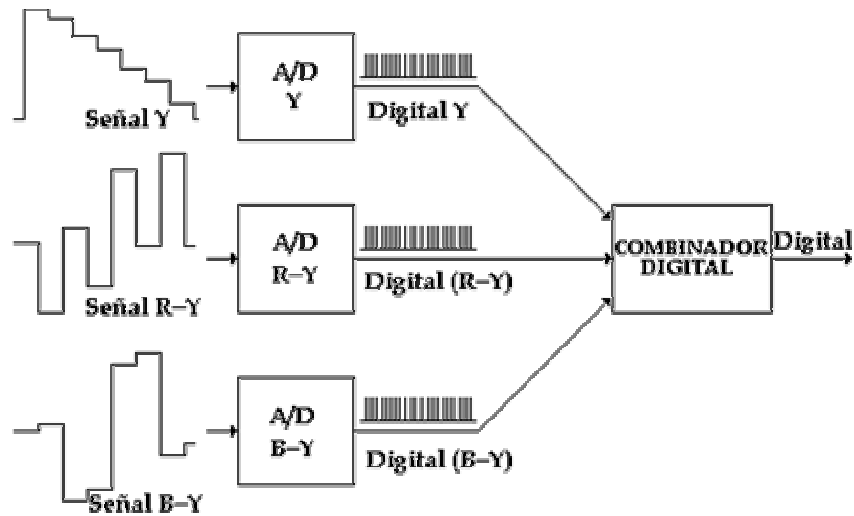 Señal Y
A/D
Y
Digital Y
Señal R-Y
A/D
R-Y
Digital (R-Y)
Señal B-Y
A/D
B-Y
Digital (B-Y)
COMBINADOR
DIGITAL
Digital